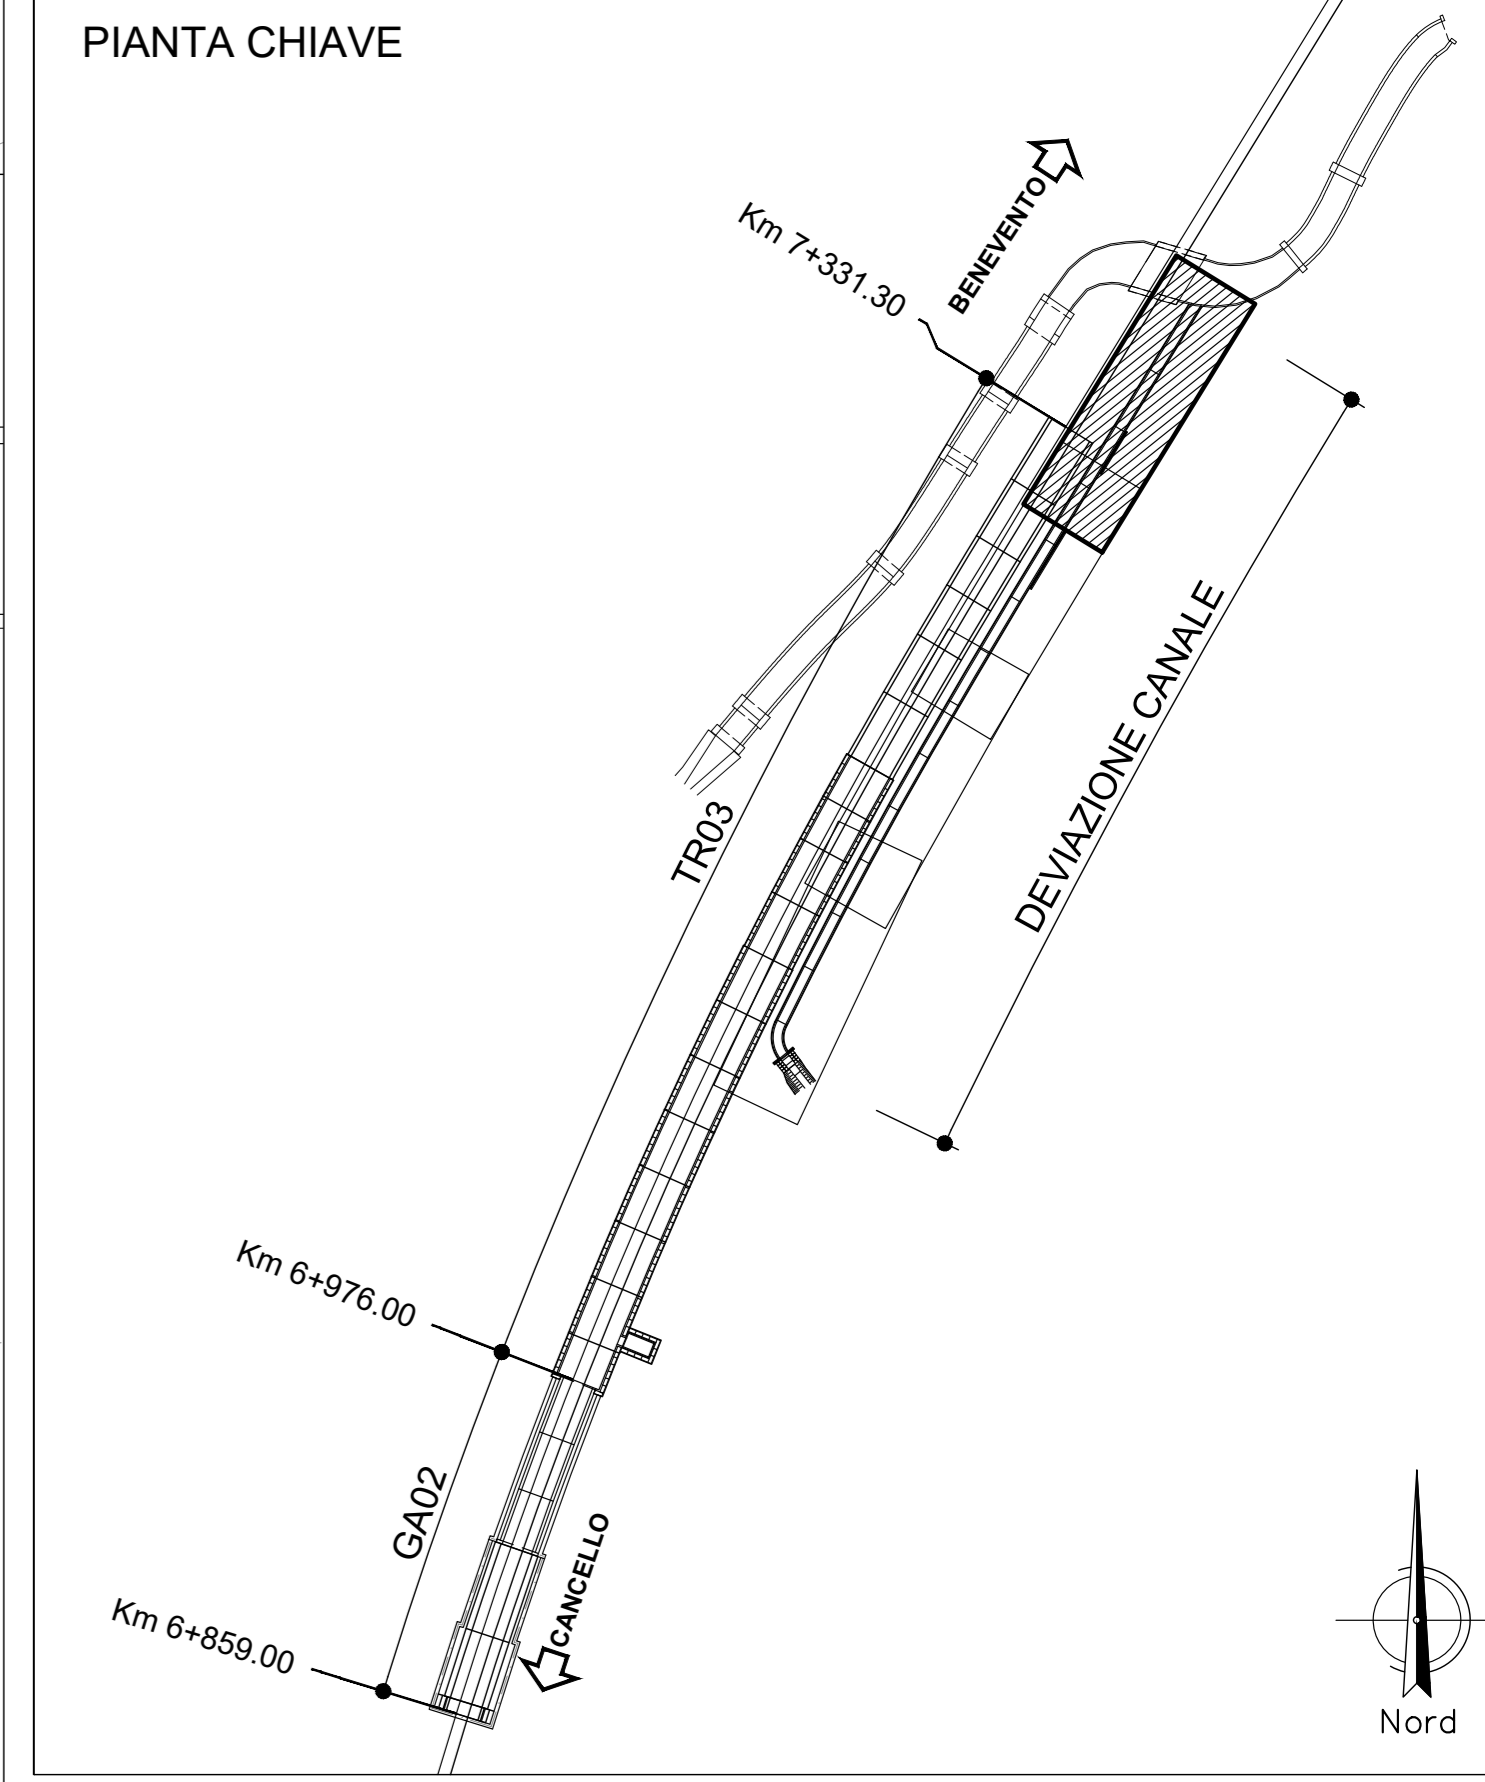 PIANTA CHIAVE
BENEVENTO
Km 7+331.30
DEVIAZIONE CANALE
TR03
Km 6+976.00
GA02
CANCELLO
Km 6+859.00
Nord